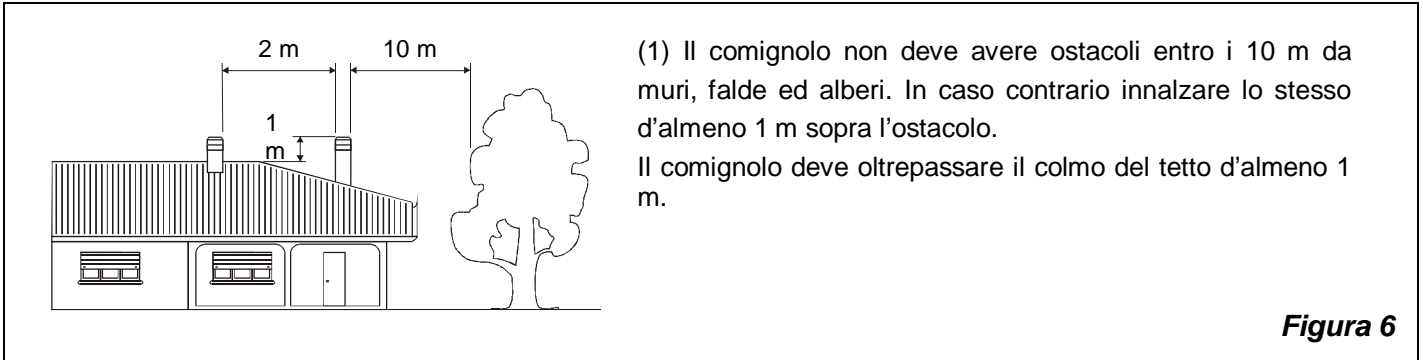 2 m
10 m
1
m
(1) Il comignolo non deve avere ostacoli entro i 10 m da
muri, falde ed alberi. In caso contrario innalzare lo stesso
d'almeno 1 m sopra l'ostacolo.
Il comignolo deve oltrepassare il colmo del tetto d'almeno 1
m.
Figura 6